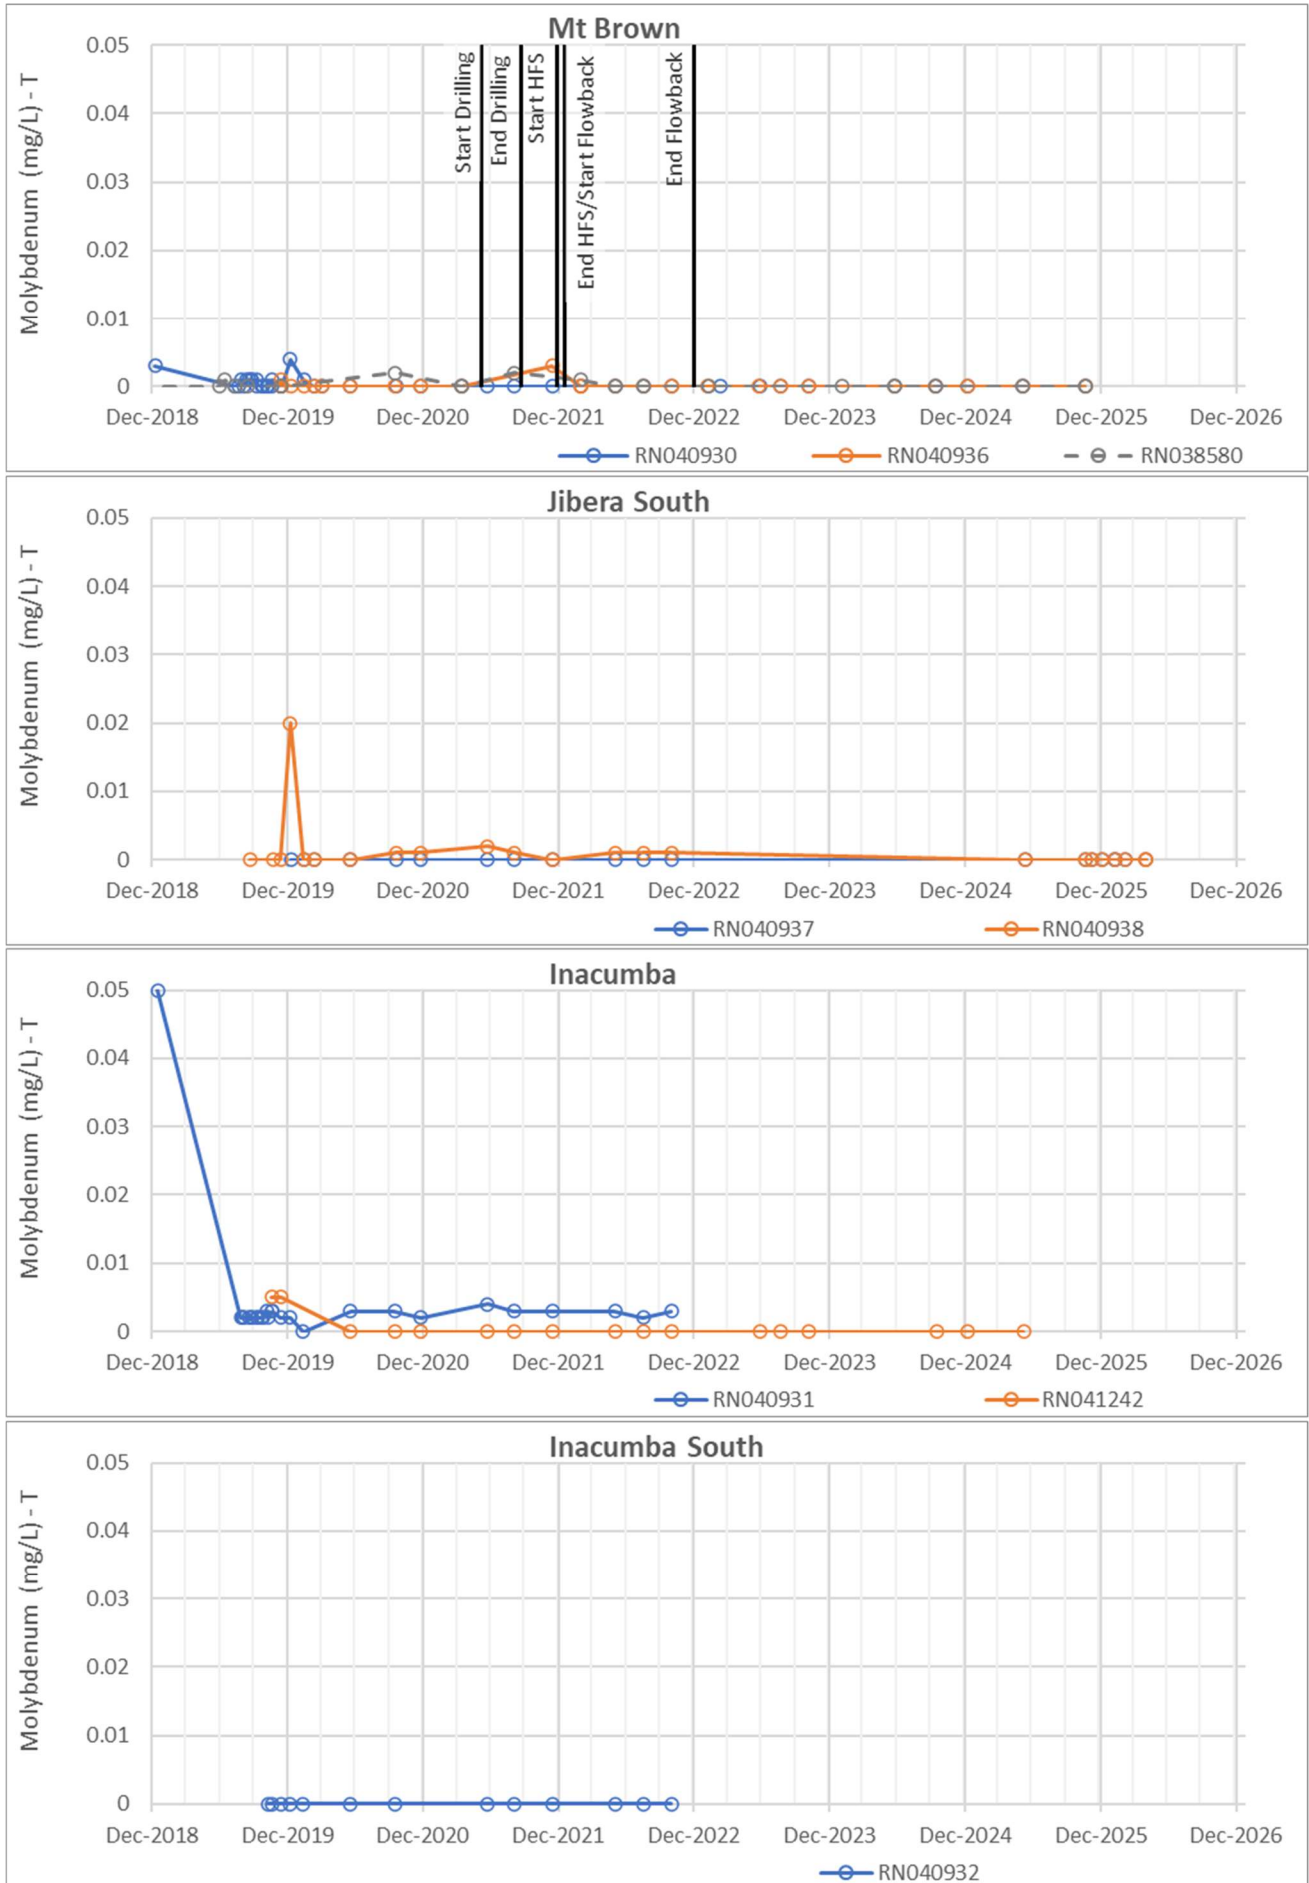 Mt Brown
Molybdenum (mg/L) - T
0.05
0.04
0.03
0.02
0.01
0
Start Drilling
End Drilling
Start HFS
End HFS/Start Flowback
End Flowback
Dec-2018 Dec-2019 Dec-2020 Dec-2021 Dec-2022 Dec-2023 Dec-2024 Dec-2025 Dec-2026
RN040930 RN040936 RN038580
Jibera South
Molybdenum (mg/L) - T
0.05
0.04
0.03
0.02
0.01
0
Dec-2018 Dec-2019 Dec-2020 Dec-2021 Dec-2022 Dec-2023 Dec-2024 Dec-2025 Dec-2026
RN040937 RN040938
Inacumba
Molybdenum (mg/L) - T
0.05
0.04
0.03
0.02
0.01
0
Dec-2018 Dec-2019 Dec-2020 Dec-2021 Dec-2022 Dec-2023 Dec-2024 Dec-2025 Dec-2026
RN040931 RN041242
Inacumba South
Molybdenum (mg/L) - T
0.05
0.04
0.03
0.02
0.01
0
Dec-2018 Dec-2019 Dec-2020 Dec-2021 Dec-2022 Dec-2023 Dec-2024 Dec-2025 Dec-2026
RN040932